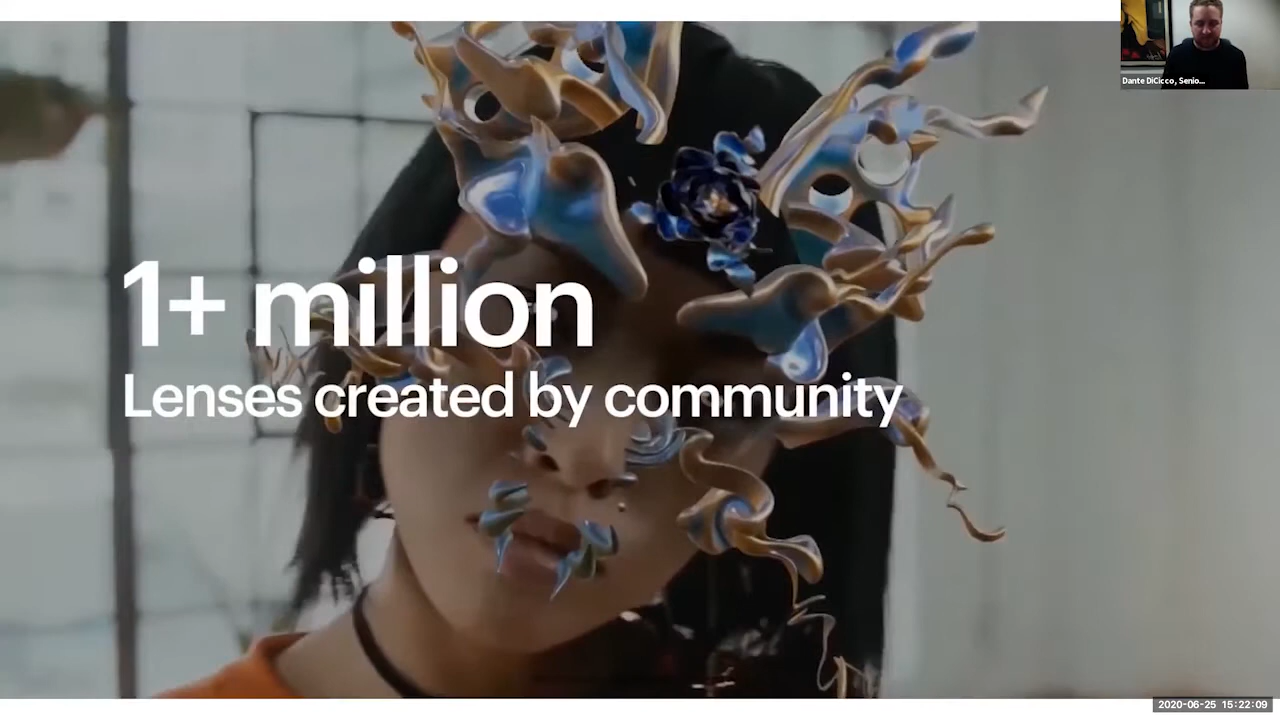 Dante DiCicco, Senio...
1+ million
Lenses created by community
2020-06-25 15:22:09